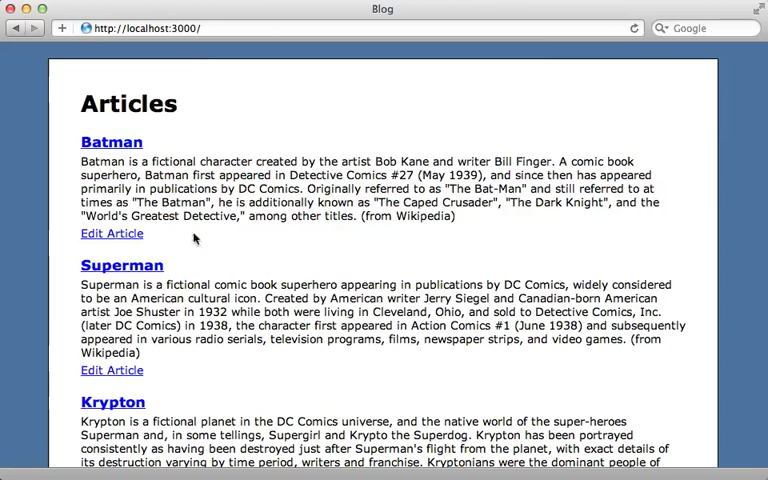 Blog
http://localhost:3000/
Google
Articles
Batman
Batman is a fictional character created by the artist Bob Kane and writer Bill Finger. A comic book
superhero, Batman first appeared in Detective Comics #27 (May 1939), and since then has appeared
primarily in publications by DC Comics. Originally referred to as "The Bat-Man" and still referred to at
times as "The Batman", he is additionally known as "The Caped Crusader", "The Dark Knight", and the
"World's Greatest Detective," among other titles. (from Wikipedia)
Edit Article
Superman
Superman is a fictional comic book superhero appearing in publications by DC Comics, widely considered
to be an American cultural icon. Created by American writer Jerry Siegel and Canadian-born American
artist Joe Shuster in 1932 while both were living in Cleveland, Ohio, and sold to Detective Comics, Inc.
(later DC Comics) in 1938, the character first appeared in Action Comics #1 (June 1938) and subsequently
appeared in various radio serials, television programs, films, newspaper strips, and video games. (from
Wikipedia)
Edit Article
Krypton
Krypton is a fictional planet in the DC Comics universe, and the native world of the super-heroes
Superman and, in some tellings, Supergirl and Krypto the Superdog. Krypton has been portrayed
consistently as having been destroyed just after Superman's flight from the planet, with exact details of
its destruction varying by time period, writers and franchise. Kryptonians were the dominant people of